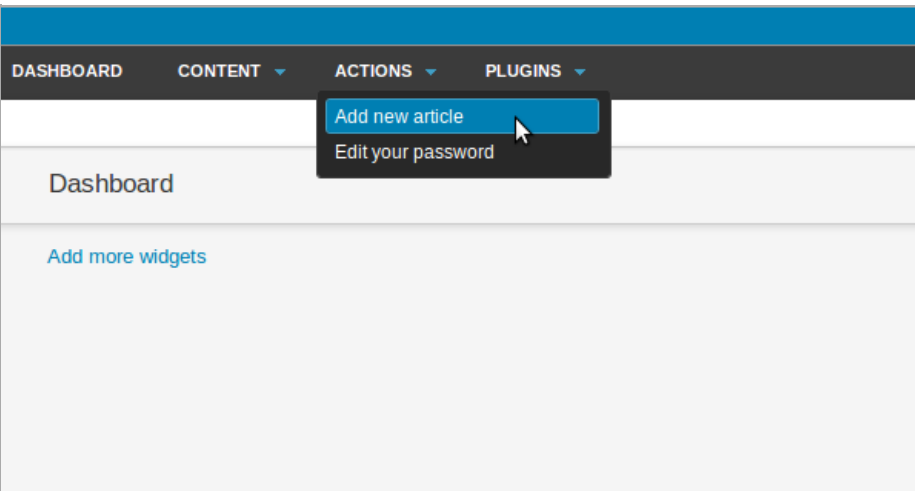 DASHBOARD CONTENT ACTIONS PLUGINS
Add new article
Edit your password
Dashboard
Add more widgets